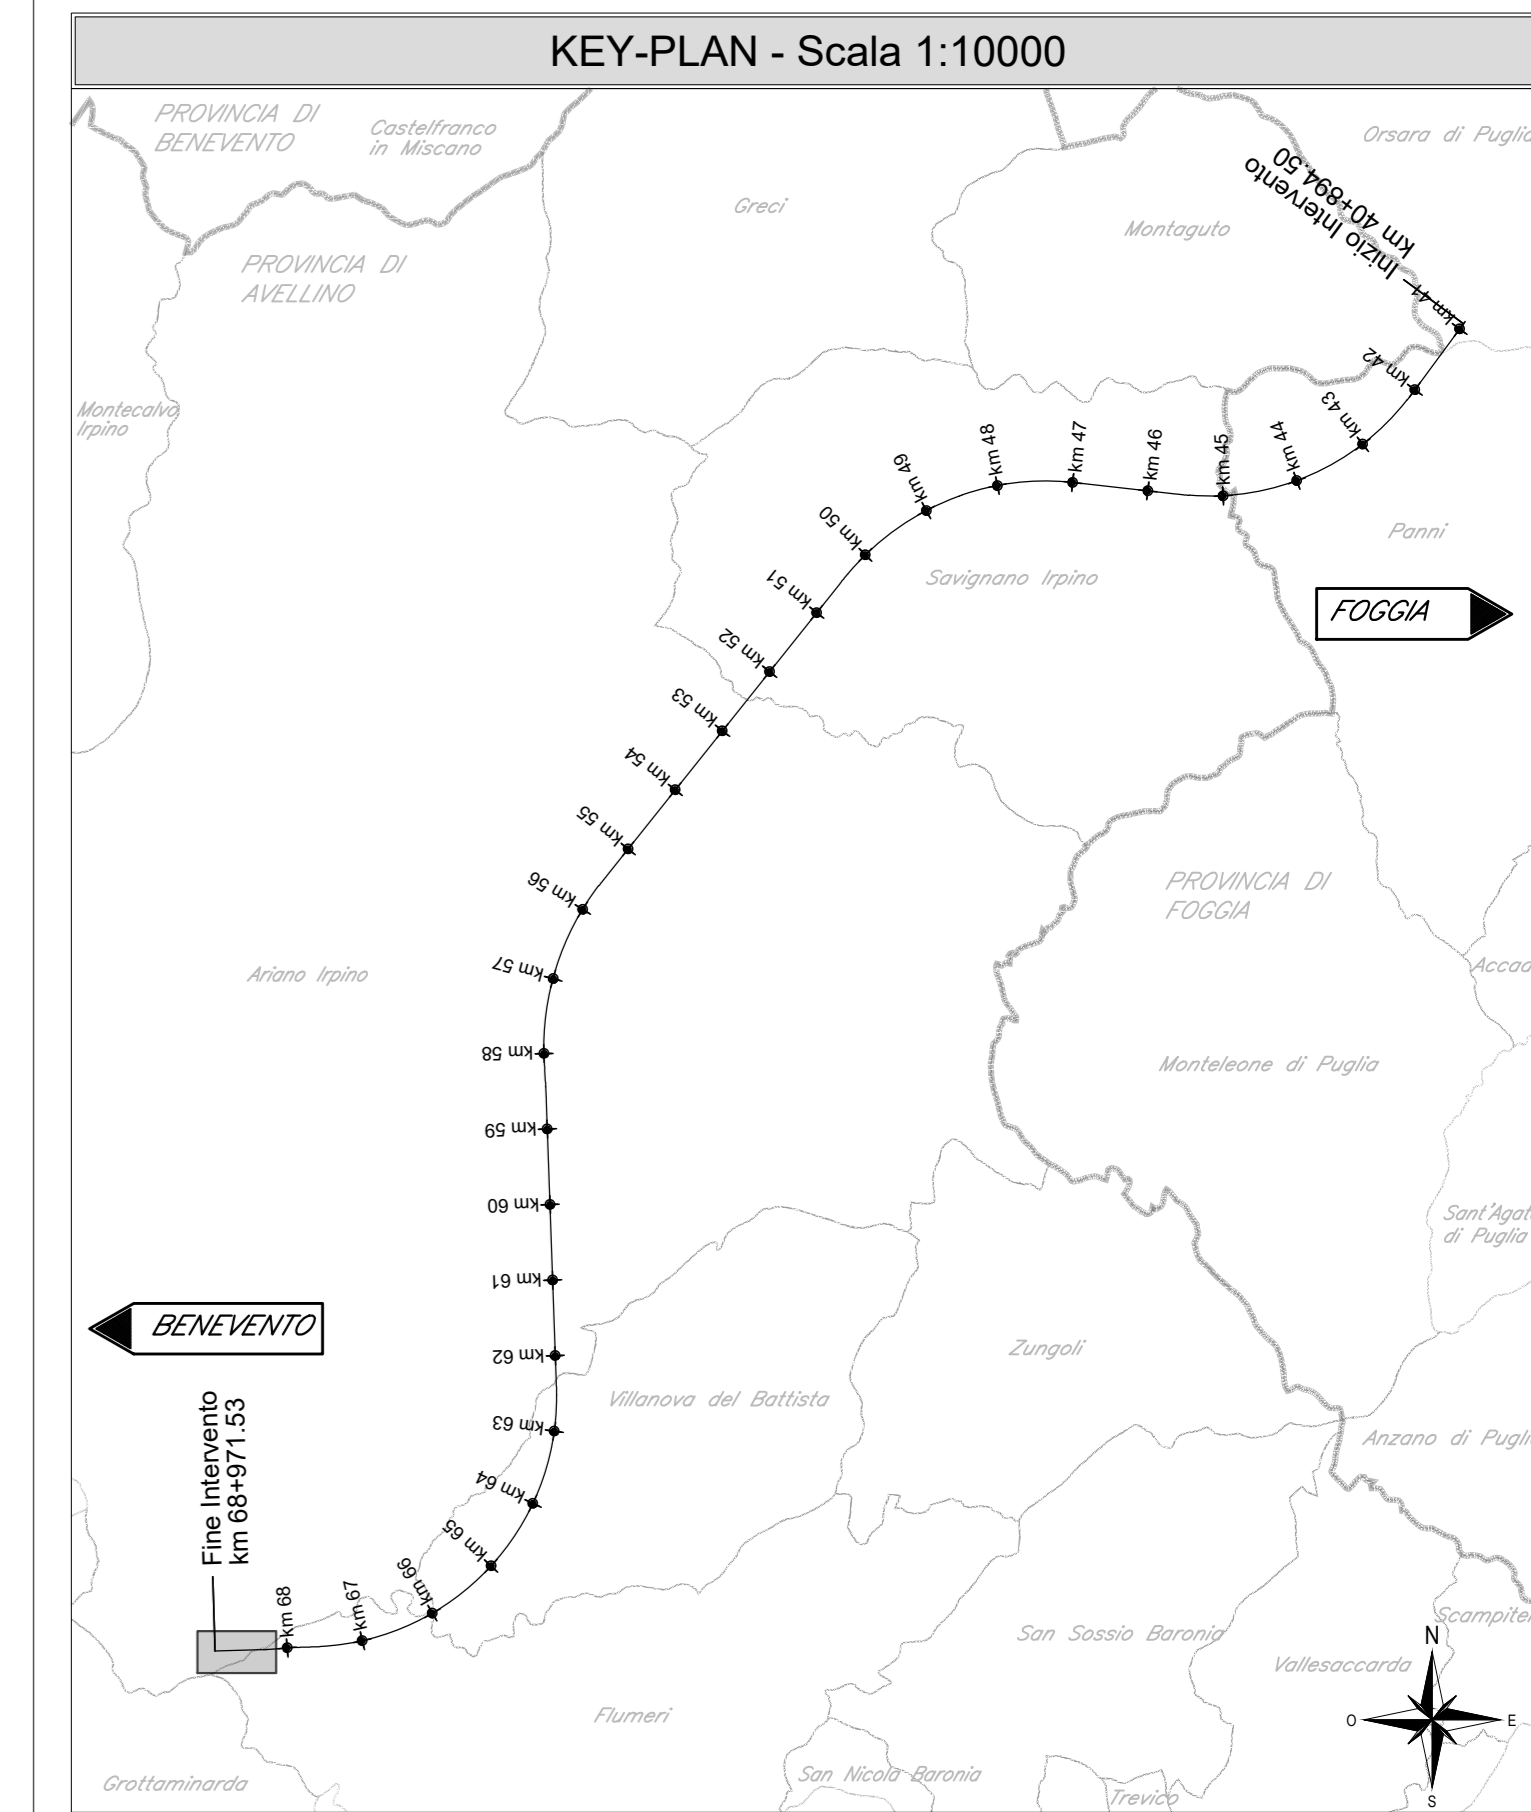 KEY-PLAN - Scala 1:10000
PROVINCIA DI
BENEVENTO
Castelfranco
in Miscano
Orsara di Puglia
Greci
Montaguto
Inizio Intervento
km 40+894.50
PROVINCIA DI
AVELLINO
km 41
km 42
km 43
km 44
km 45
km 46
km 47
km 48
km 49
km 50
km 51
km 52
km 53
km 54
km 55
km 56
km 57
km 58
km 59
km 60
km 61
km 62
km 63
km 64
km 65
km 66
km 67
km 68
Montecalvo
Irpino
Panni
Savignano Irpino
FOGGIA
PROVINCIA DI
FOGGIA
Ariano Irpino
Accad
Monteleone di Puglia
Sant'Agat
di Puglia
BENEVENTO
Zungoli
Villanova del Battista
Fine Intervento
km 68+971.53
Anzano di Pugli
Scampite
San Sossio Baronia
Vallesaccarda
Flumeri
San Nicola Baronia
Trevico
Grottaminarda
N
O
E
S